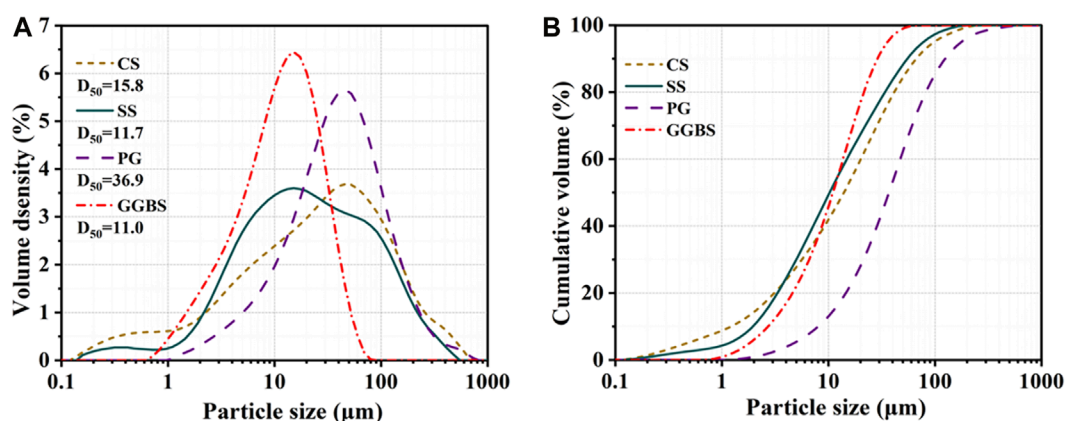 A
Volume dsensity (%)
7
6
5
4
3
2
1
0
CS
D50=15.8
SS
D50=11.7
PG
D50=36.9
GGBS
D50=11.0
0.1 1 10 100 1000
Particle size (µm)
B
Cumulative volume (%)
100
80
60
40
20
0
CS
SS
PG
GGBS
0.1 1 10 100 1000
Particle size (µm)